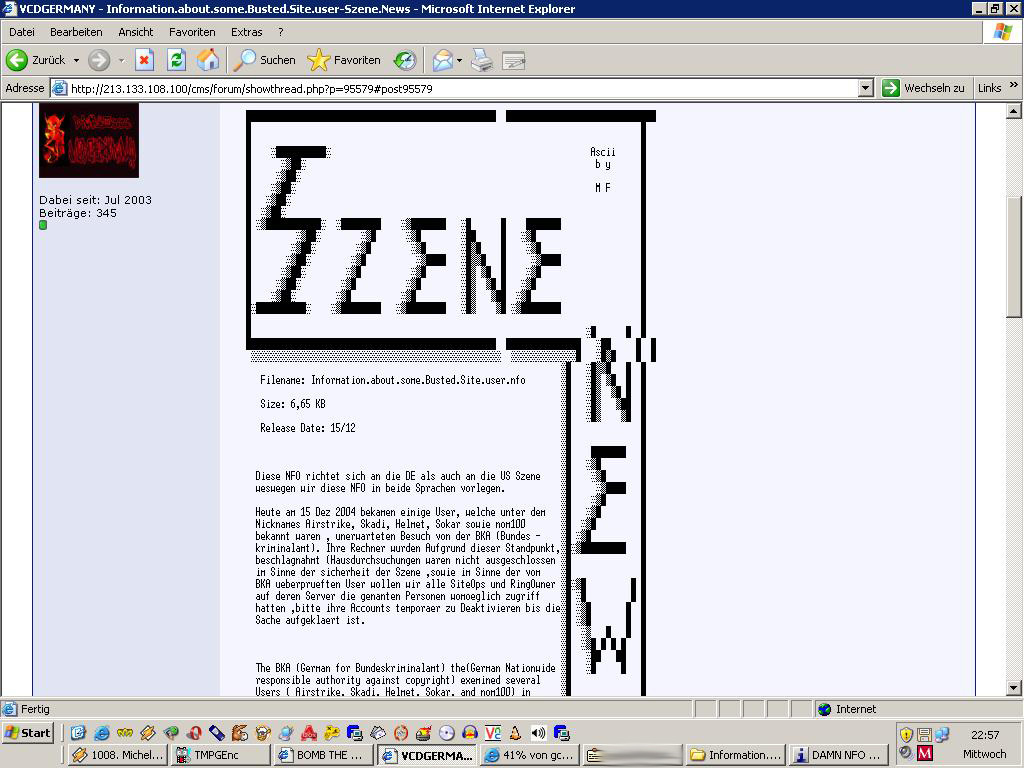 VCDGERMANY - Information.about.some.Busted.Site.user-Szene.News - Microsoft Internet Explorer
Datei Bearbeiten Ansicht Favoriten Extras ?
Zurück Suchen Favoriten
Adresse http://213.133.108.100/cms/forum/showthread.php?p=95579#post95579 Wechseln zu Links »
Dabei seit: Jul 2003
Beiträge: 345
Ascii
by
MF
SZENE
NEW
Filename: Information.about.some.Busted.Site.user.nfo
Size: 6,65 KB
Release Date: 15/12
Diese NFO richtet sich an die DE als auch an die US Szene
weswegen wir diese NFO in beide Sprachen vorlegen.
Heute am 15 Dez 2004 bekamen einige User, welche unter dem
Nicknames Airstrike, Skadi, Helmet, Sokar sowie nom100
bekannt waren , unerwarteten Besuch von der BKA (Bundes -
kriminalamt). Ihre Rechner wurden Aufgrund dieser Standpunkt,
beschlagnahmt (Hausdurchsuchungen waren nicht ausgeschlossen
im Sinne der sicherheit der Szene ,sowie im Sinne der vom
BKA ueberprueften User wollen wir alle SiteOps und RingOwner
auf deren Server die genanten Personen womoeglich zugriff
hatten ,bitte ihre Accounts temporaer zu Deaktivieren bis die
Sache aufgeklaert ist.
The BKA (German for Bundeskriminalamt) the(German Nationwide
responsible authority against copyright) exemined several
Users ( Airstrike, Skadi, Helmet, Sokar, and nom100) in
Fertig Internet
Start 22:57
1008. Michel... TMPGEnc BOMB THE ... VCDGERMA... 41% von gc... Information.... DAMN NFO ... Mittwoch